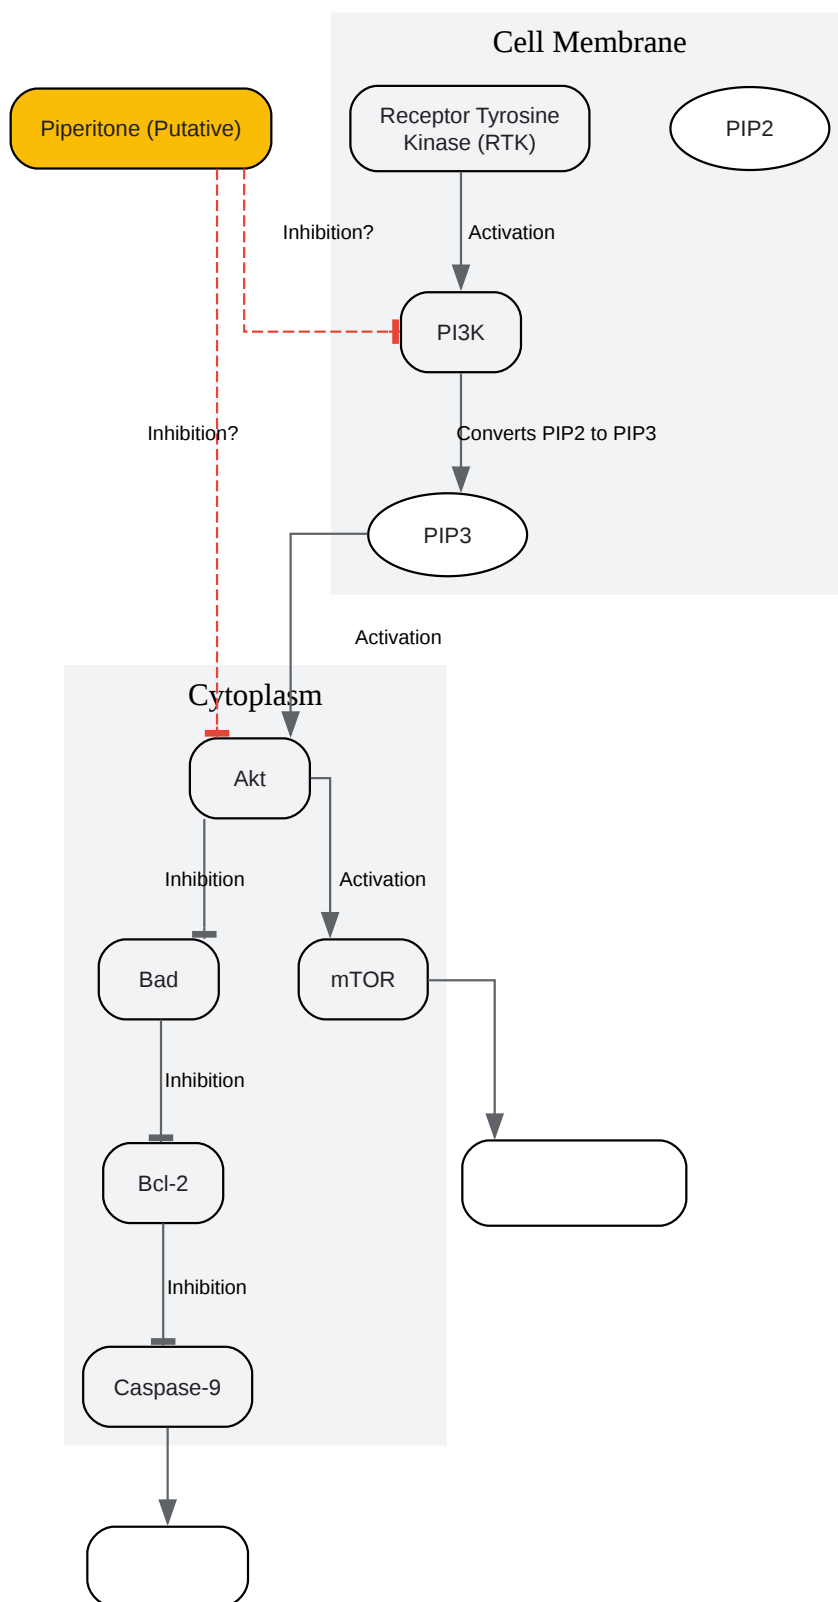 Cell Membrane
Piperitone (Putative)
Receptor Tyrosine
Kinase (RTK)
PIP2
Inhibition?
Activation
PI3K
Inhibition?
Converts PIP2 to PIP3
PIP3
Activation
Cytoplasm
Akt
Inhibition
Activation
Bad
mTOR
Inhibition
Bcl-2
Inhibition
Caspase-9